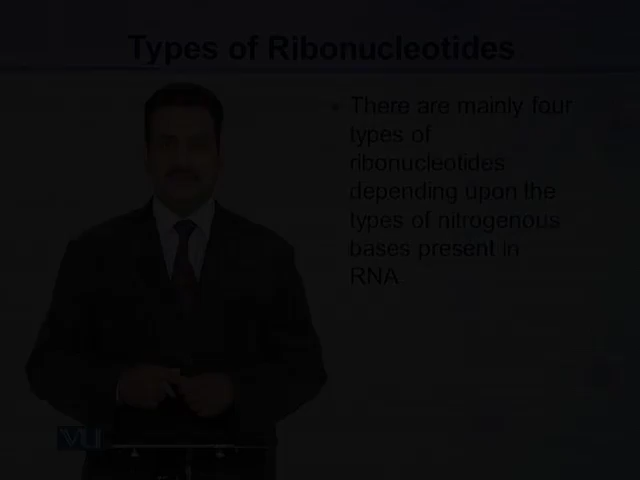 Types of Ribonucleotides
• There are mainly four
types of
ribonucleotides
depending upon the
types of nitrogenous
bases present in
RNA.
VU